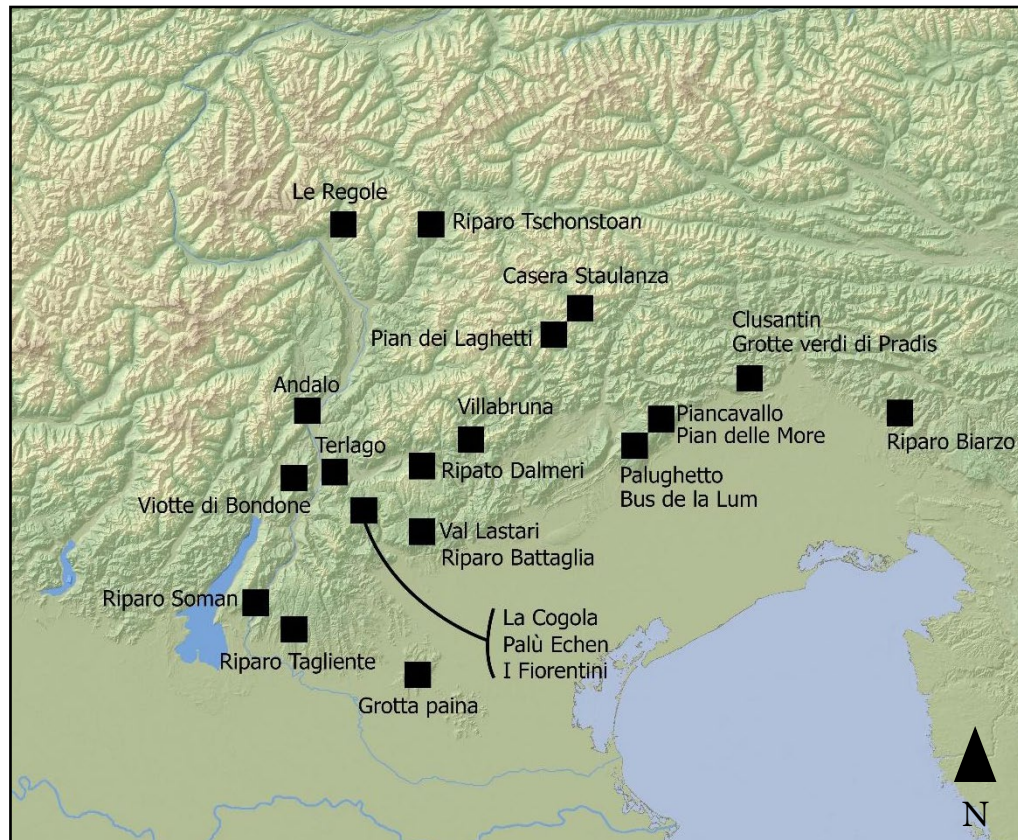 Le Regole
Riparo Tschonstoan
Casera Staulanza
Pian dei Laghetti
Clusantin
Grotte verdi di Pradis
Andalo
Villabruna
Piancavallo
Pian delle More
Riparo Biarzo
Terlago
Ripato Dalmeri
Palughetto
Bus de la Lum
Viotte di Bondone
Val Lastari
Riparo Battaglia
Riparo Soman
La Cogola
Palù Echen
I Fiorentini
Riparo Tagliente
Grotta paina
N